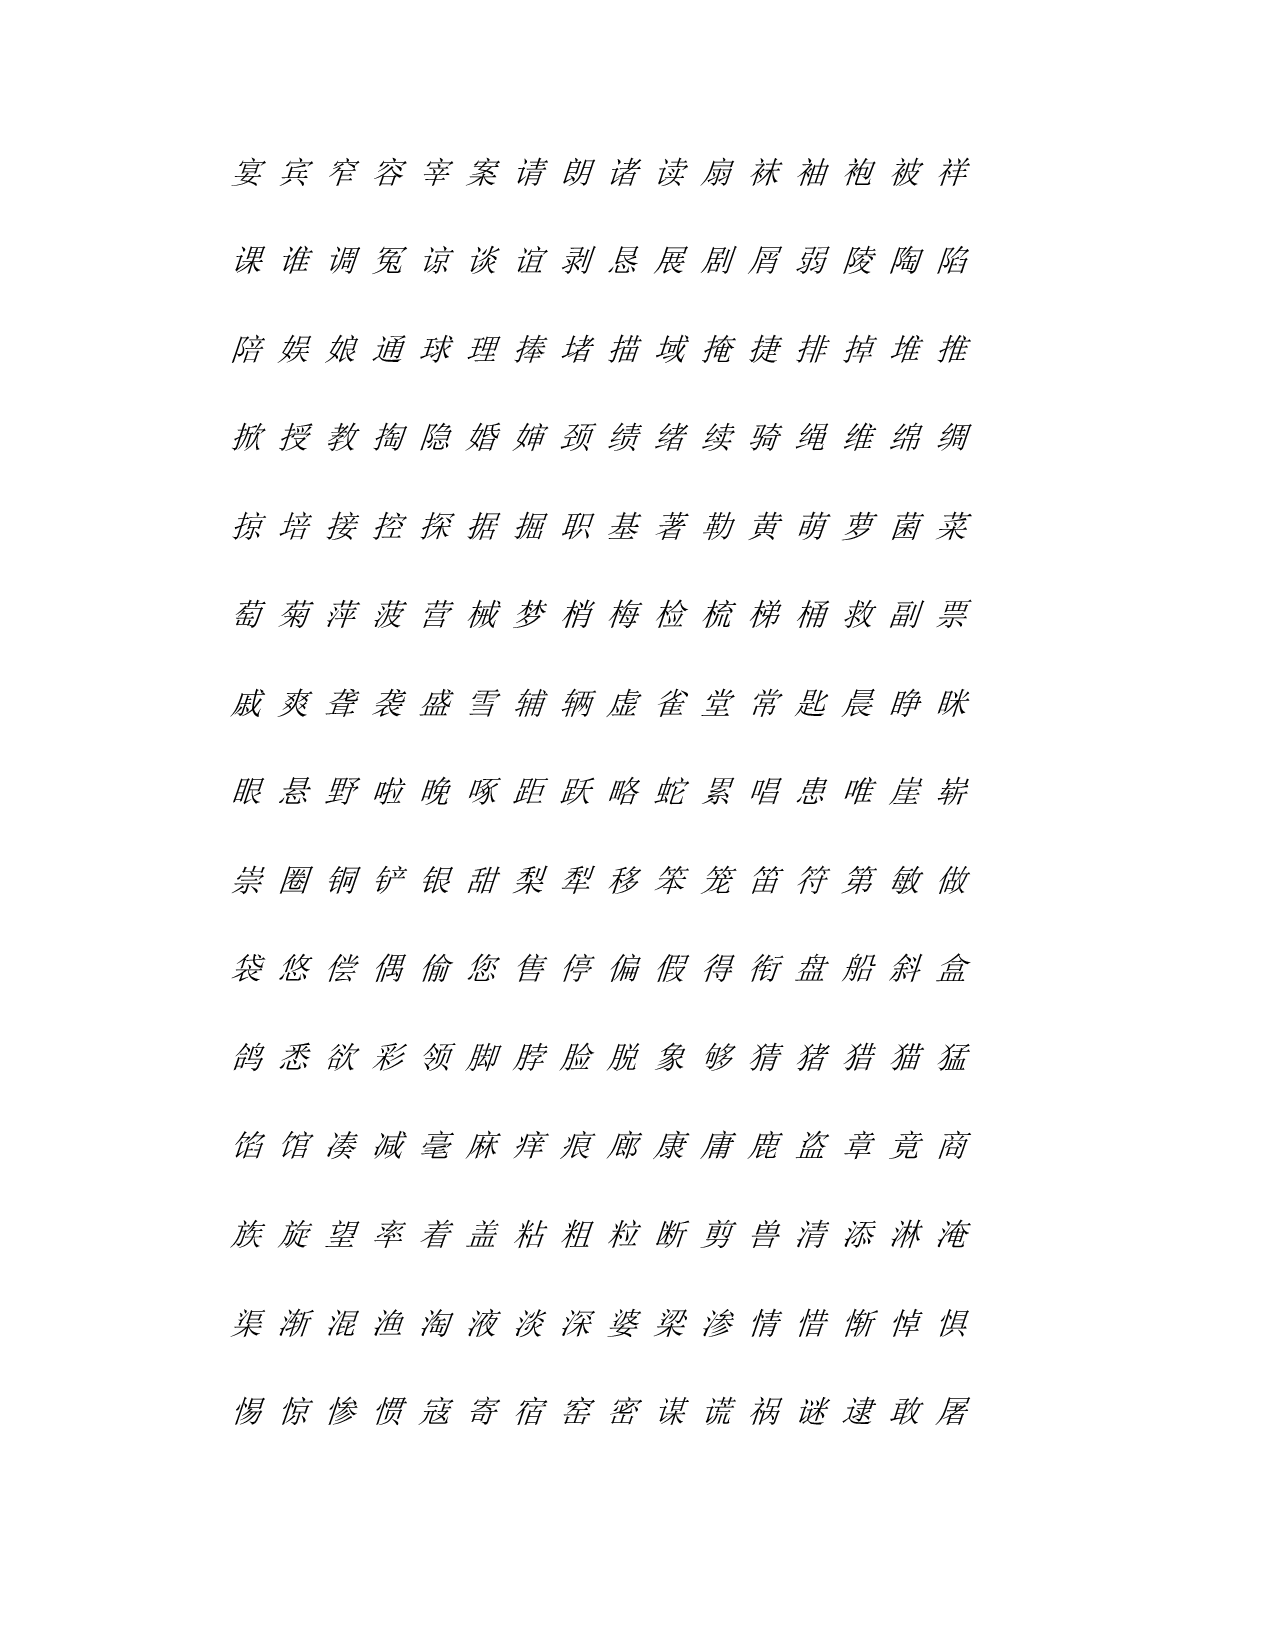 宴 宾 窄 容 宰 案 请 朗 诸 读 扇 袜 袖 袍 被 祥
课 谁 调 冤 谅 谈 谊 剥 恳 展 剧 屑 弱 陵 陶 陷
陪 娱 娘 通 球 理 捧 堵 描 域 掩 捷 排 掉 堆 推
掀 授 教 掏 隐 婚 婶 颈 绩 绪 续 骑 绳 维 绵 绸
掠 培 接 控 探 据 掘 职 基 著 勒 黄 萌 萝 菌 菜
萄 菊 萍 菠 营 械 梦 梢 梅 检 梳 梯 桶 救 副 票
戚 爽 聋 袭 盛 雪 辅 辆 虚 雀 堂 常 匙 晨 睁 眯
眼 悬 野 啦 晚 啄 距 跃 略 蛇 累 唱 患 唯 崖 崭
崇 圈 铜 铲 银 甜 梨 犁 移 笨 笼 笛 符 第 敏 做
袋 悠 偿 偶 偷 您 售 停 偏 假 得 衔 盘 船 斜 盒
鸽 悉 欲 彩 领 脚 脖 脸 脱 象 够 猜 猪 猎 猫 猛
馅 馆 凑 减 毫 麻 痒 痕 廊 康 庸 鹿 盗 章 竟 商
族 旋 望 率 着 盖 粘 粗 粒 断 剪 兽 清 添 淋 淹
渠 渐 混 渔 淘 液 淡 深 婆 梁 渗 情 惜 惭 悼 惧
惕 惊 惨 惯 寇 寄 宿 窑 密 谋 谎 祸 谜 逮 敢 屠